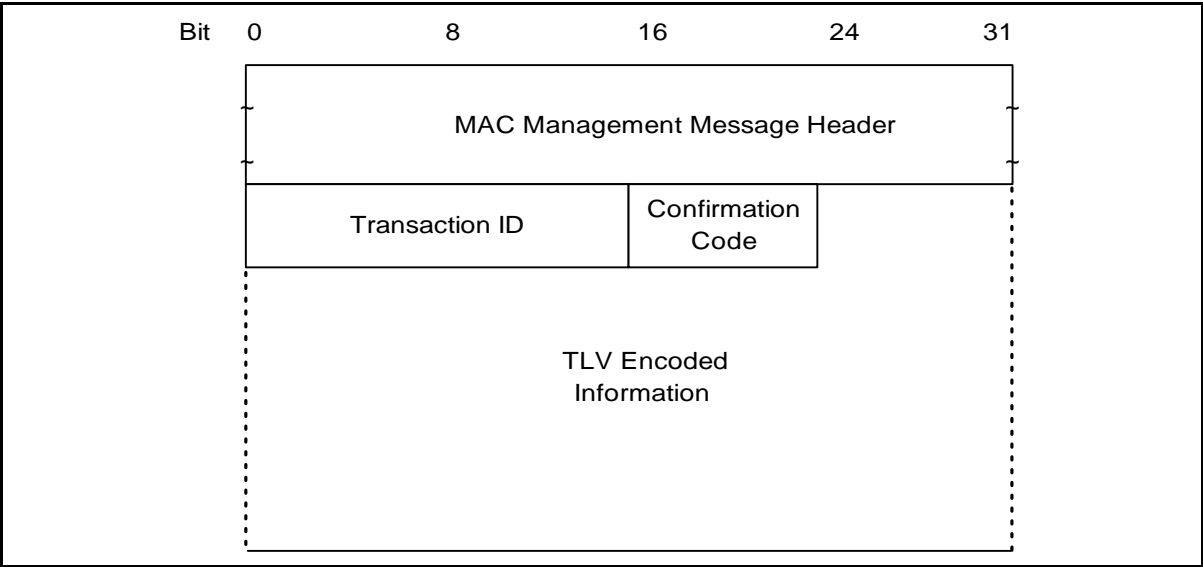 Bit 0 8 16 24 31
MAC Management Message Header
Transaction ID
Confirmation
Code
TLV Encoded
Information